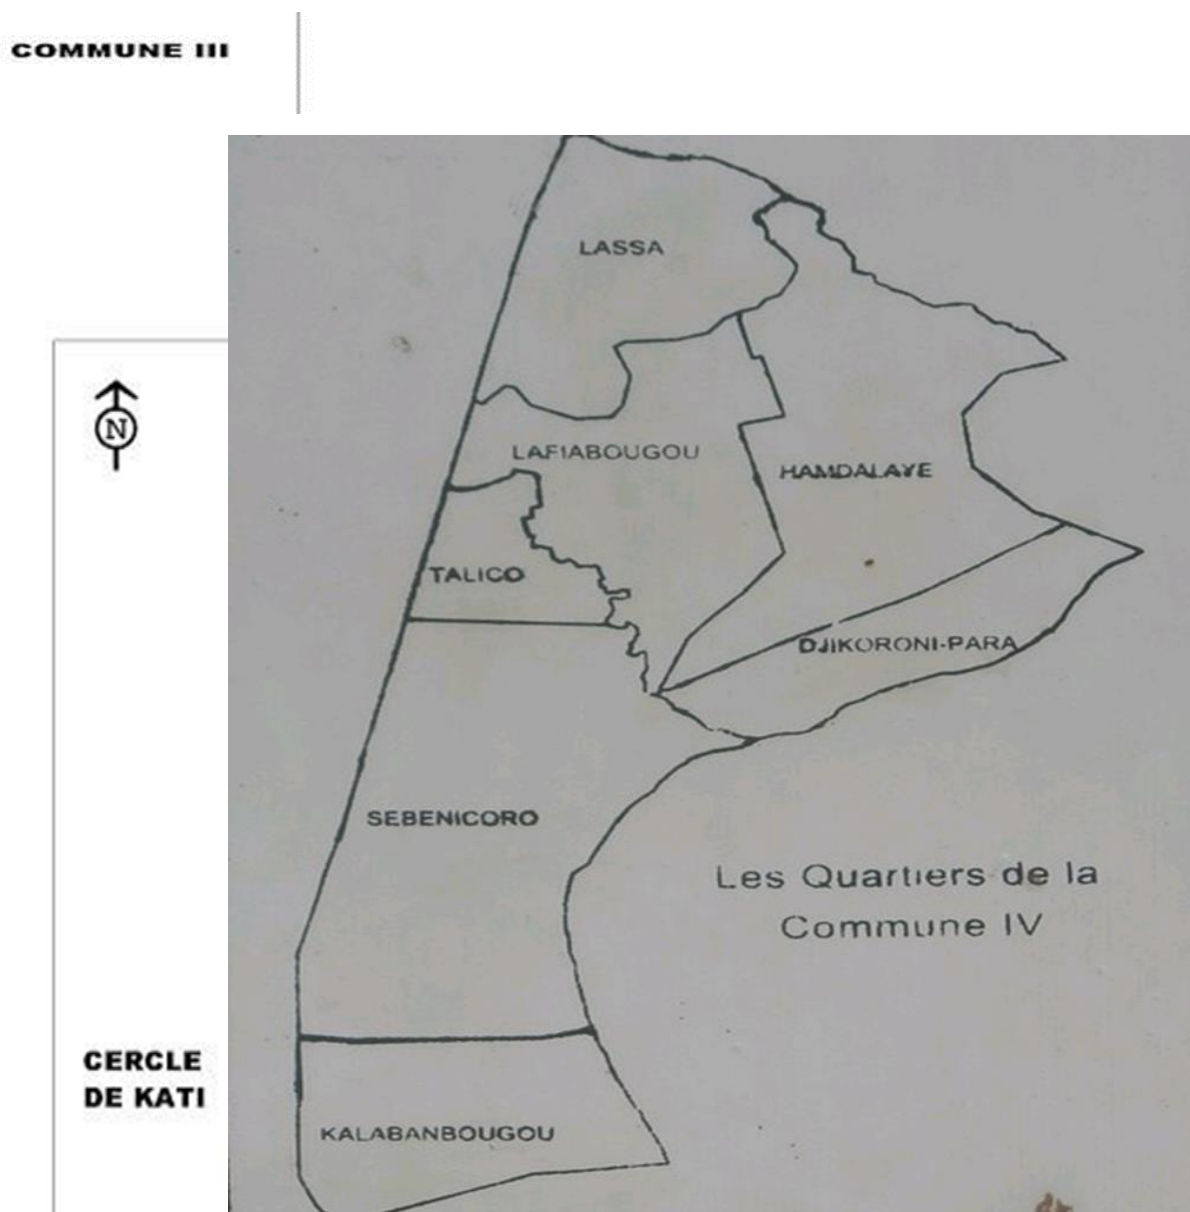 COMMUNE III
LASSA
N
LAFIABOUGOU
HAMDALAYE
TALICO
DJIKORONI-PARA
SEBENICORO
Les Quartiers de la
Commune IV
CERCLE
DE KATI
KALABANBOUGOU